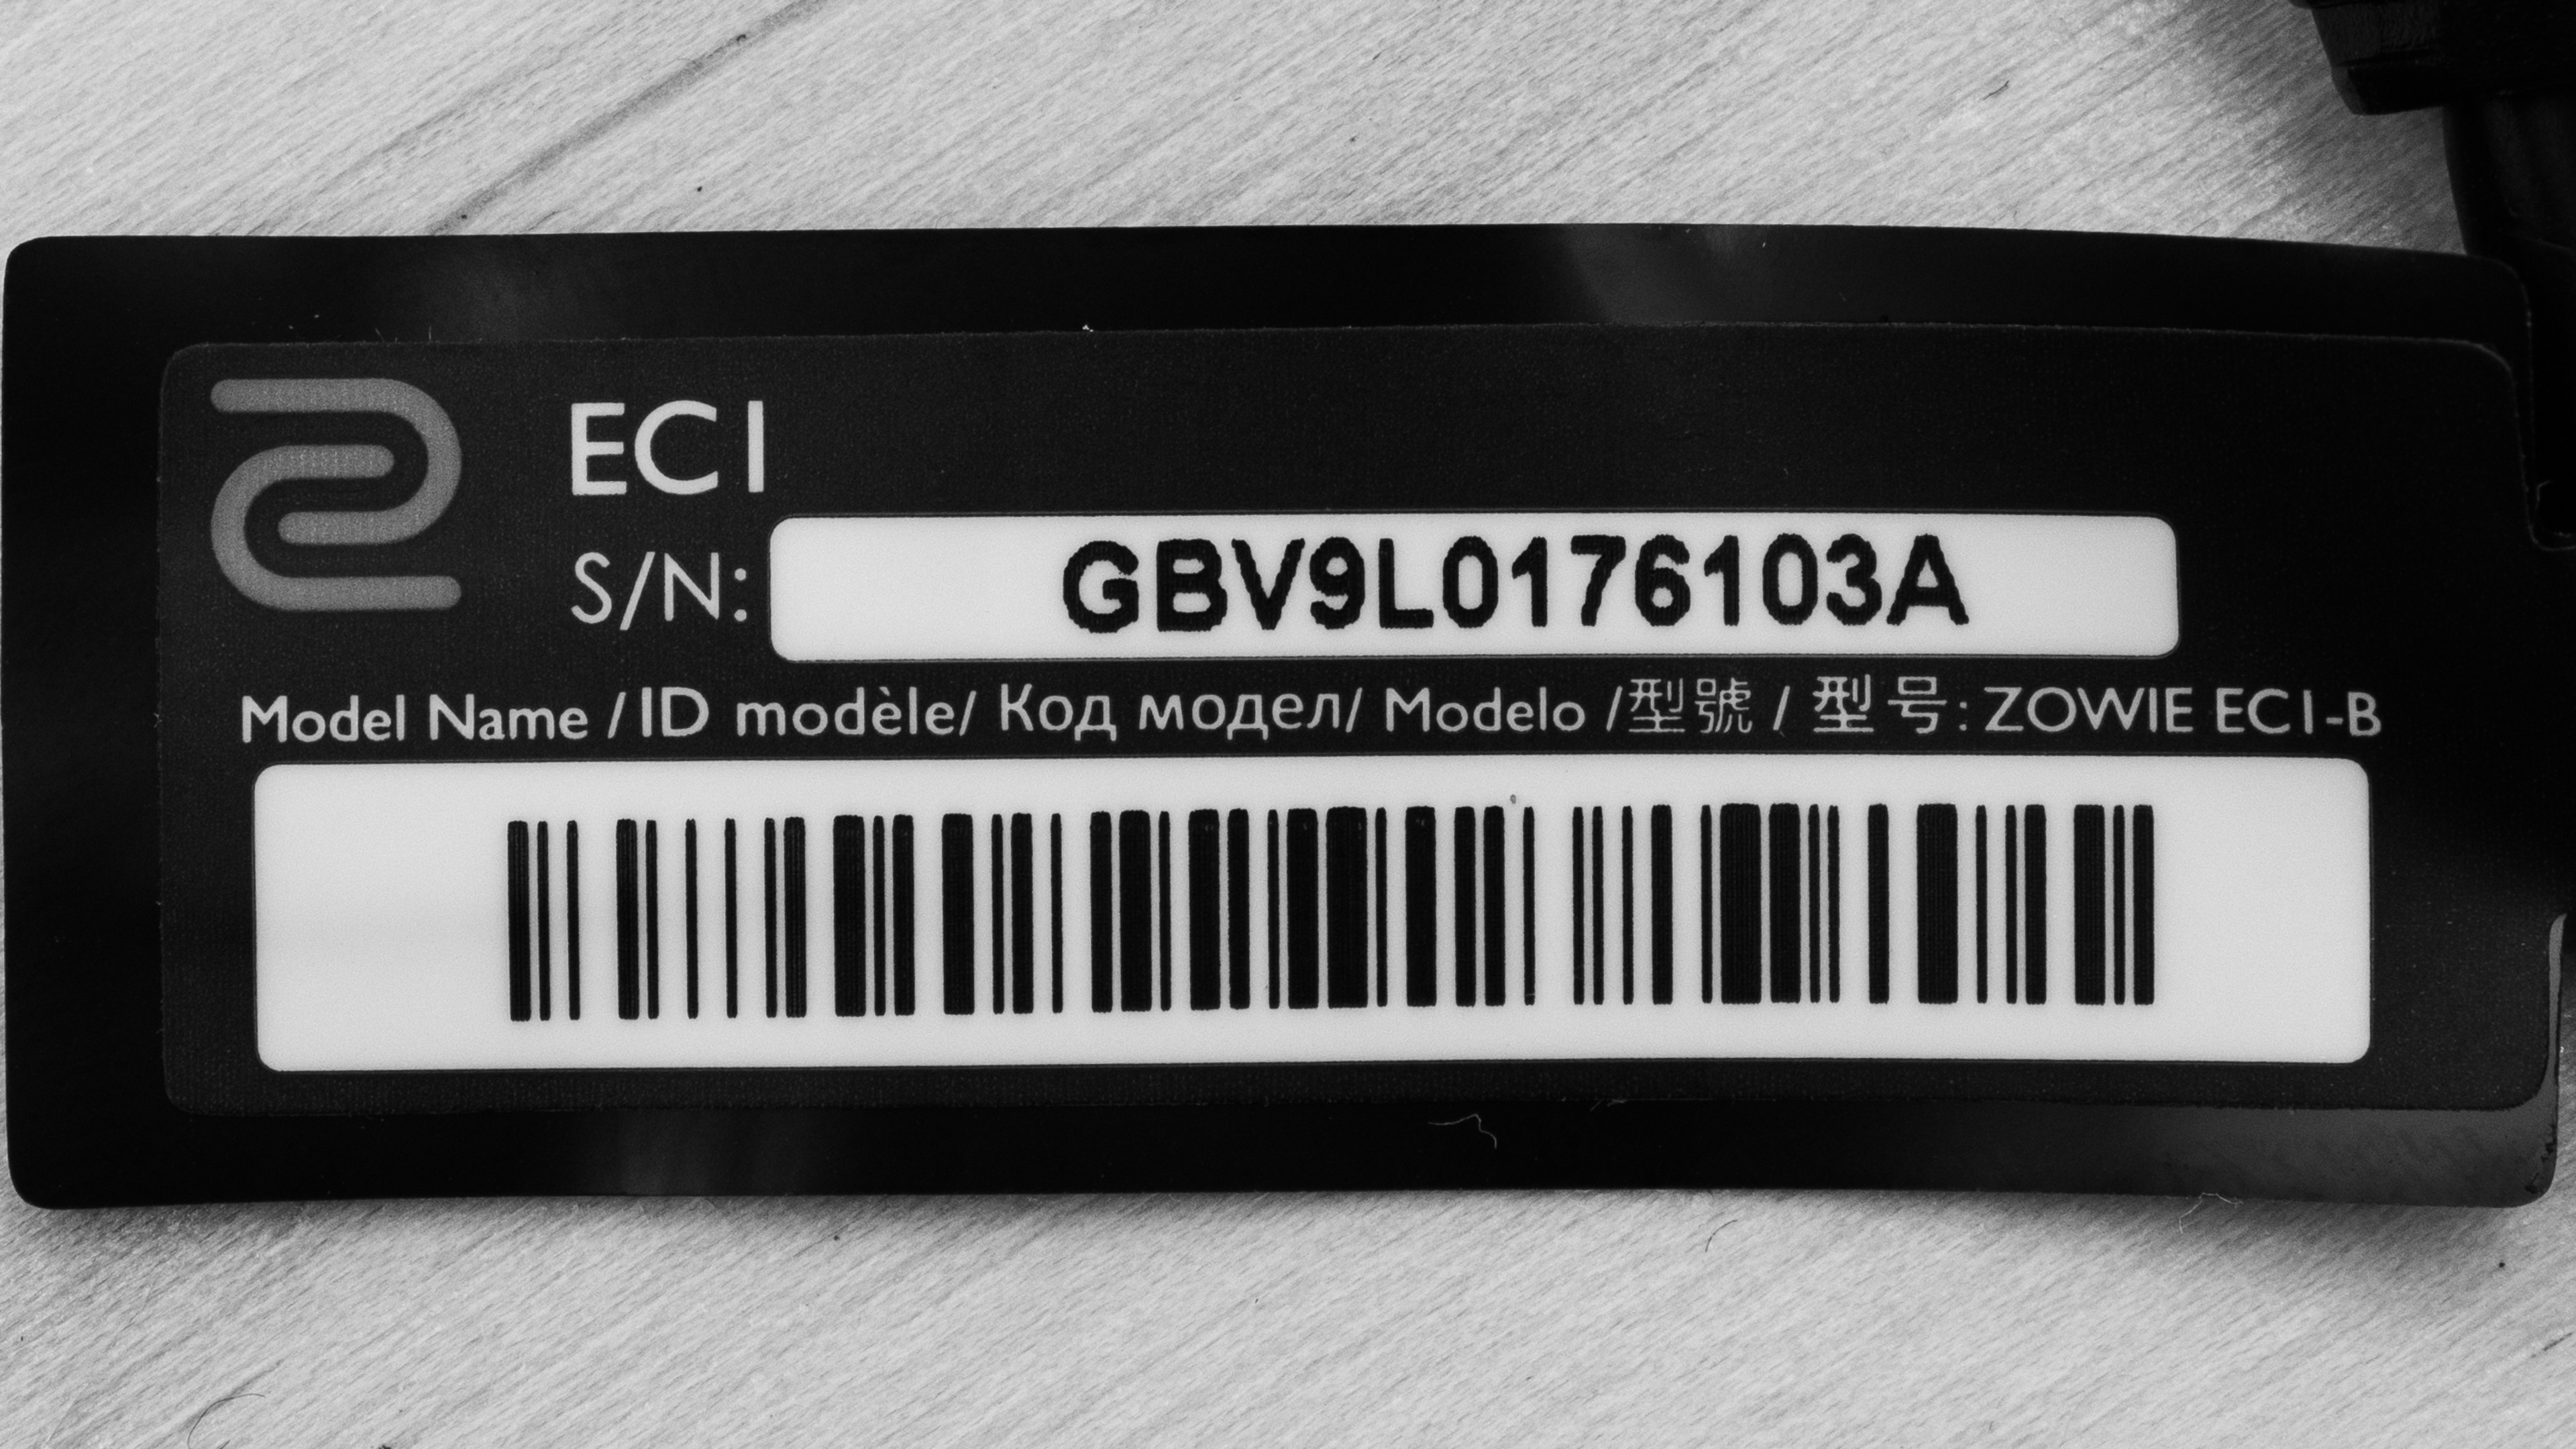 EC1
S/N: GBV9L0176103A
Model Name / ID modèle/ Код модел/ Modelo /型號 / 型号: ZOWIE EC1-B